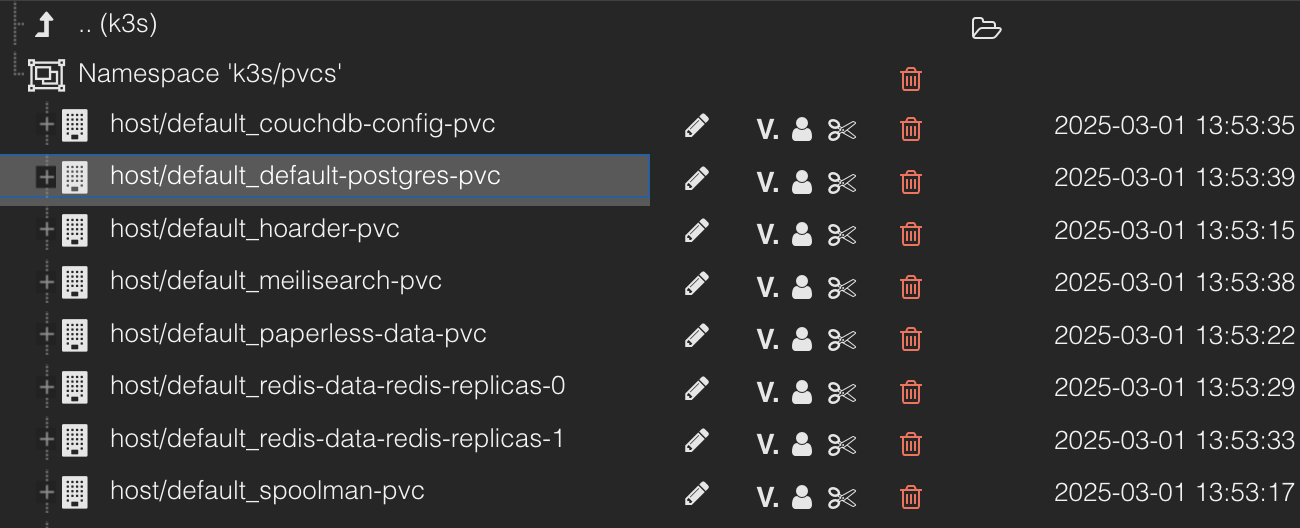 .. (k3s)
Namespace 'k3s/pvcs'
host/default_couchdb-config-pvc V. 2025-03-01 13:53:35
host/default_default-postgres-pvc V. 2025-03-01 13:53:39
host/default_hoarder-pvc V. 2025-03-01 13:53:15
host/default_meilisearch-pvc V. 2025-03-01 13:53:38
host/default_paperless-data-pvc V. 2025-03-01 13:53:22
host/default_redis-data-redis-replicas-0 V. 2025-03-01 13:53:29
host/default_redis-data-redis-replicas-1 V. 2025-03-01 13:53:33
host/default_spoolman-pvc V. 2025-03-01 13:53:17